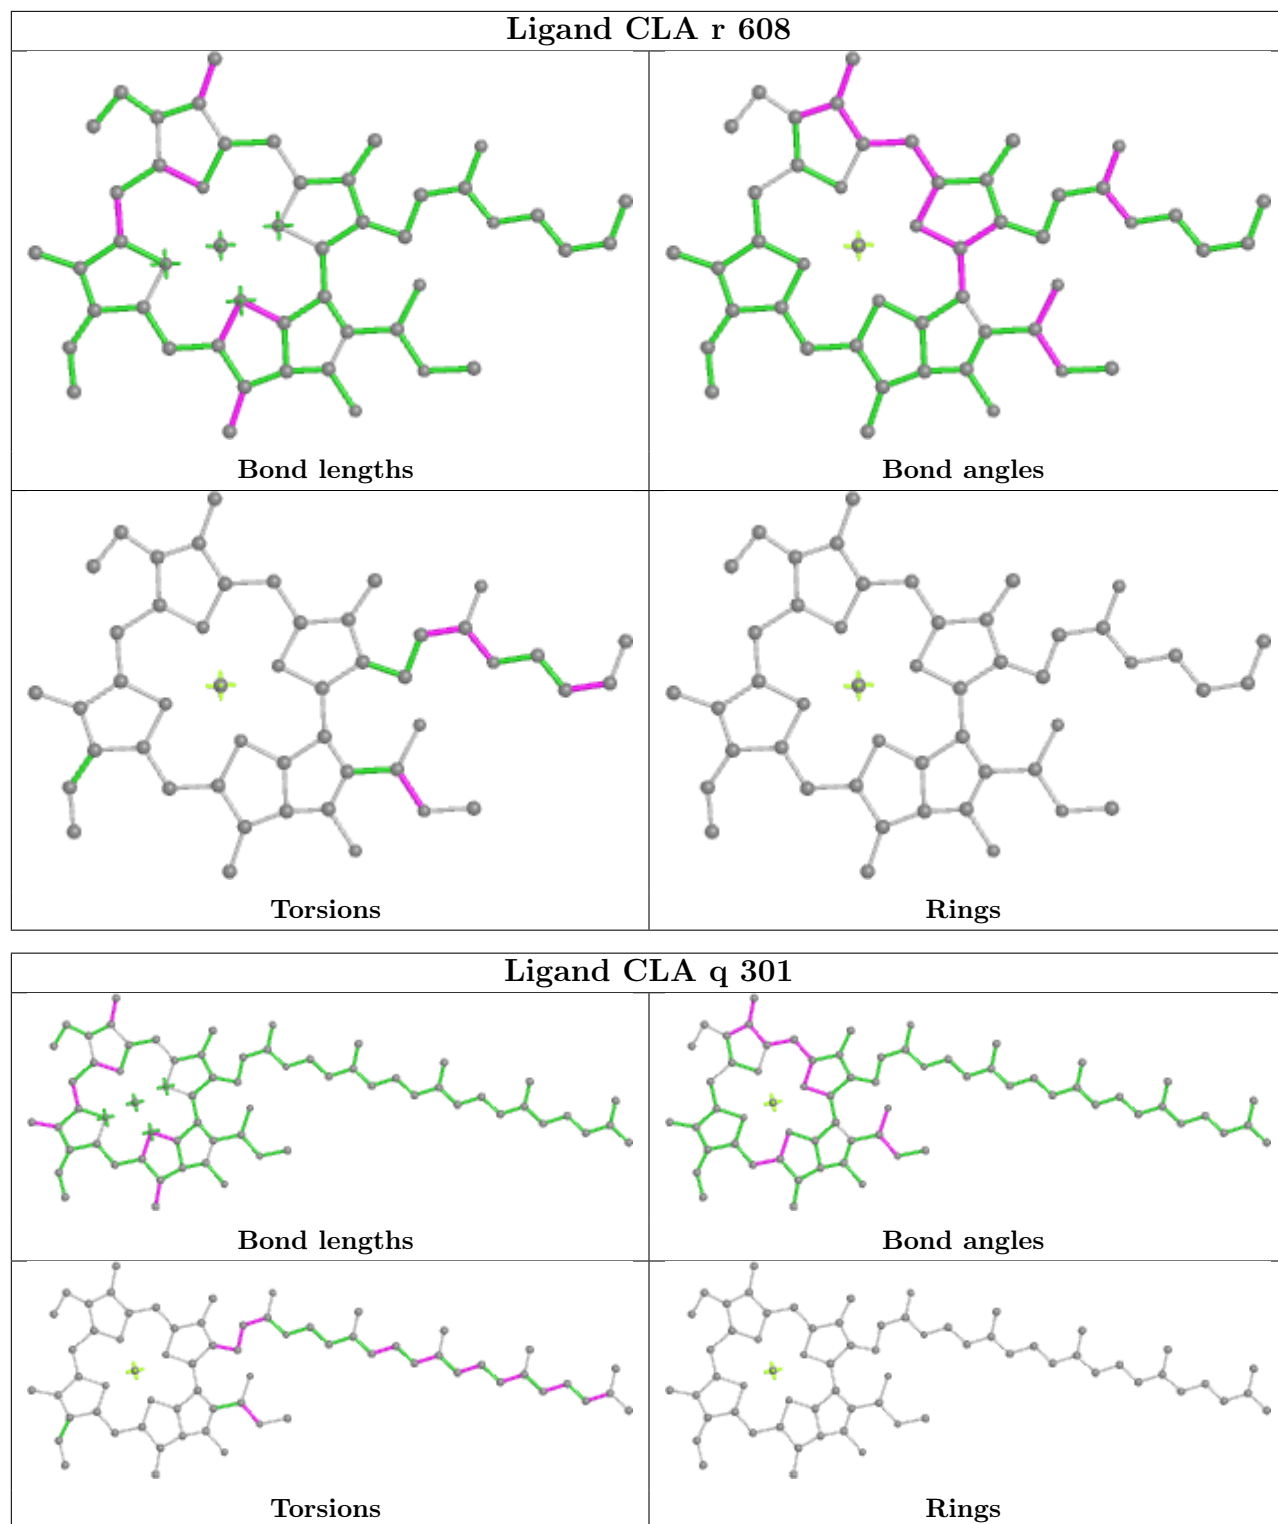 Ligand CLA r 608
Bond lengths
Bond angles
Torsions
Rings
Ligand CLA q 301
Bond lengths
Bond angles
Torsions
Rings